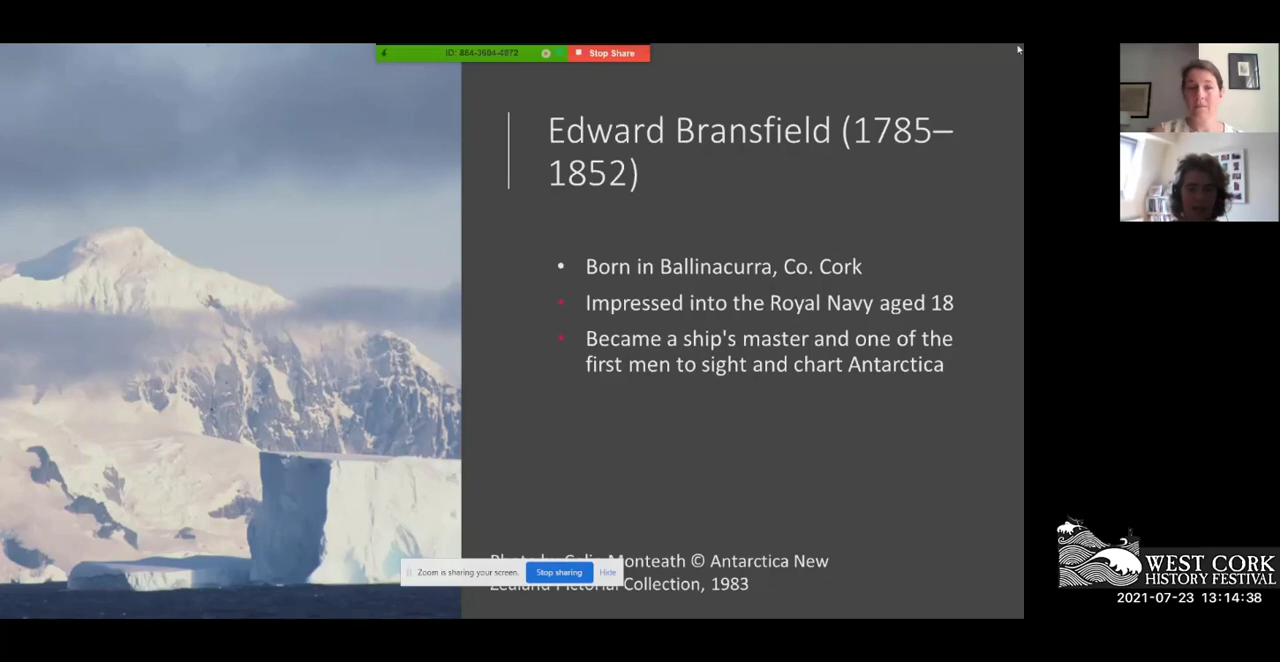 ID: 884-3604-4872
Stop Share
Edward Bransfield (1785–
1852)
• Born in Ballinacurra, Co. Cork
• Impressed into the Royal Navy aged 18
• Became a ship's master and one of the
first men to sight and chart Antarctica
Monteath © Antarctica New
Collection, 1983
Zoom is sharing your screen. Stop sharing Hide
WEST CORK
HISTORY FESTIVAL
2021-07-23 13:14:38